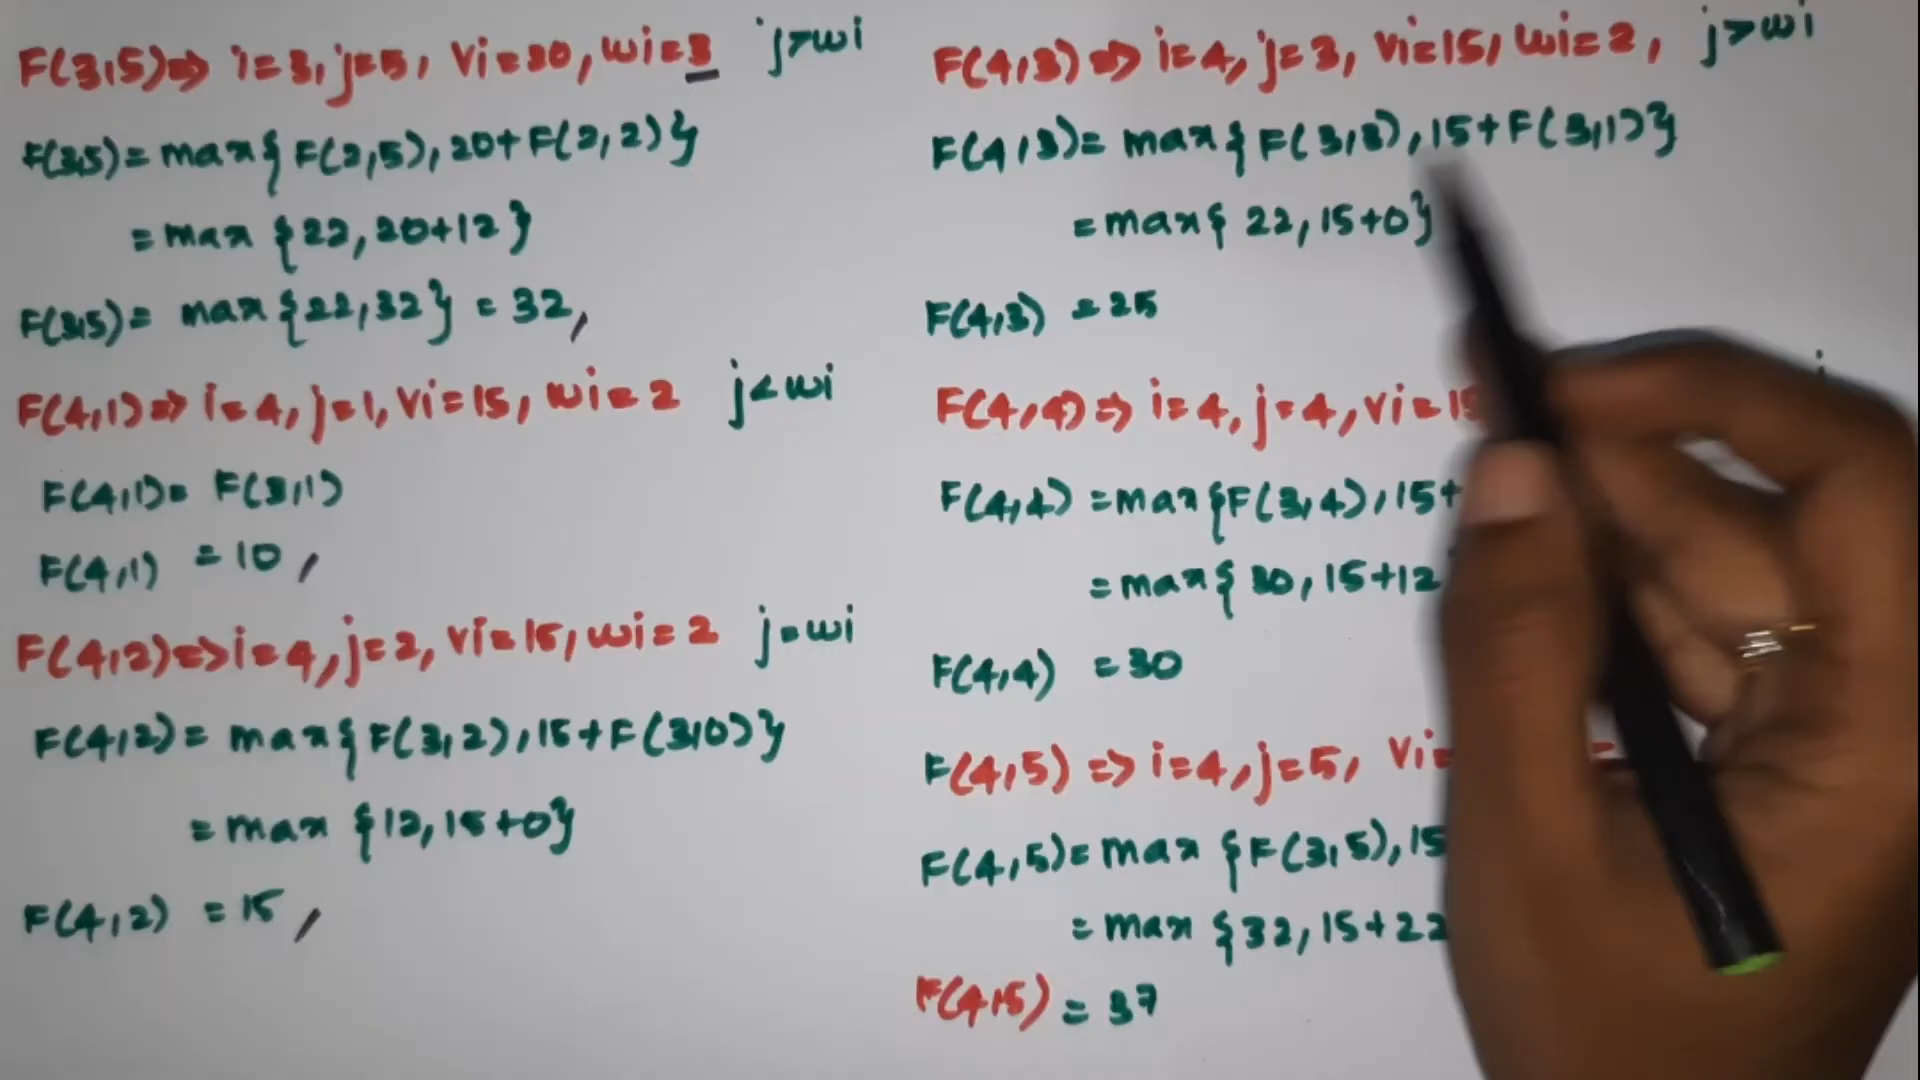 F(3,5)=> i=3, j=5, Vi=20, wi=3 j>wi
F(3,5)= max{F(2,5), 20+F(2,2)}
= max {22, 20+12}
F(3,5)= max {22,32} = 32,
F(4,1)=> i=4, j=1, Vi=15, wi=2 j<wi
F(4,1)= F(3,1)
F(4,1) = 10,
F(4,2)=> i=4, j=2, Vi=15, wi=2 j=wi
F(4,2)= max{F(3,2), 15+F(3,0)}
= max {12, 15+0}
F(4,2) = 15,
F(4,3)=> i=4, j=3, Vi=15, wi=2, j>wi
F(4,3)= max{F(3,3), 15+F(3,1)}
= max{ 22, 15+0}
F(4,3) = 25
F(4,4)=> i=4, j=4, Vi=15
F(4,4) = max{F(3,4), 15+
= max{ 30, 15+12
F(4,4) = 30
F(4,5) => i=4, j=5, Vi=
F(4,5)= max {F(3,5), 15
= max {32, 15+22
F(4,5) = 37